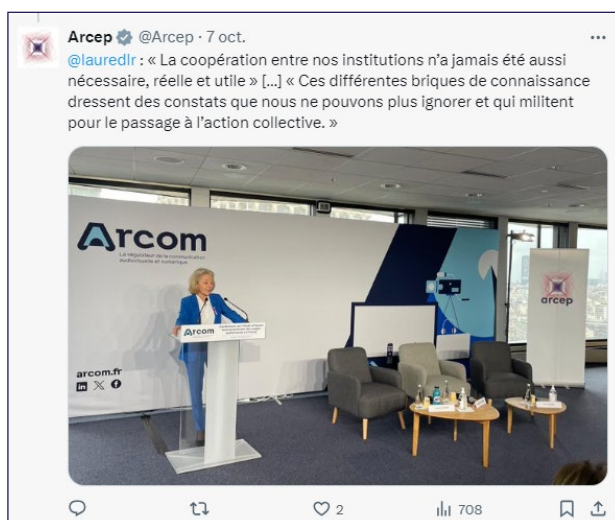 Arcep @Arcep · 7 oct.
@lauredlr : « La coopération entre nos institutions n’a jamais été aussi
nécessaire, réelle et utile » [...] « Ces différentes briques de connaissance
dressent des constats que nous ne pouvons plus ignorer et qui militent
pour le passage à l’action collective. »
Arcom
Le régulateur de la communication
audiovisuelle et numérique
arcep
Arcom
arcom.fr
2
708